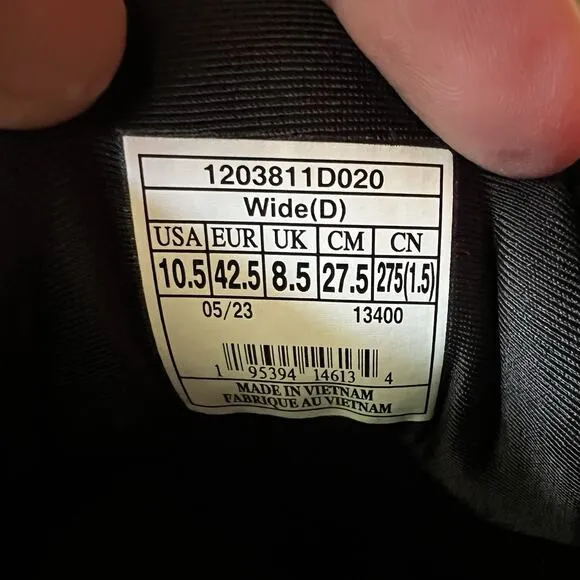 1203811D020
Wide(D)
USA EUR UK CM CN
10.5 42.5 8.5 27.5 275(1.5)
05/23 13400
1 95394 14613 4
MADE IN VIETNAM
FABRIQUE AU VIETNAM